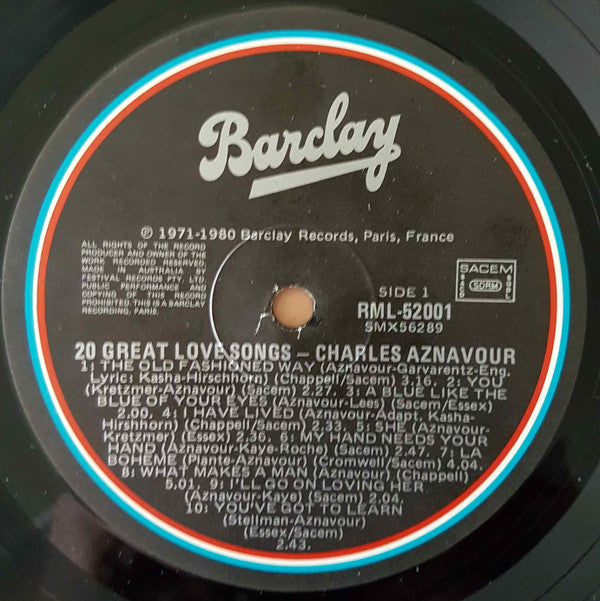 Barclay
℗ 1971-1980 Barclay Records, Paris, France
ALL RIGHTS OF THE RECORD
PRODUCER AND OWNER OF THE
WORK RECORDED RESERVED
MADE IN AUSTRALIA BY
FESTIVAL RECORDS PTY. LTD
PUBLIC PERFORMANCE AND
COPYING OF THIS RECORD
PROHIBITED. THIS IS A BARCLAY
RECORDING, PARIS.
SACEM
SACD
SDRM
SGDL
SIDE 1
RML-52001
SMX56289
20 GREAT LOVE SONGS – CHARLES AZNAVOUR
1: THE OLD FASHIONED WAY (Aznavour-Garvarentz-Eng.
Lyric: Kasha-Hirschhorn) (Chappell/Sacem) 3.16. 2: YOU
(Kretzmer-Aznavour) (Sacem) 2.27. 3: A BLUE LIKE THE
BLUE OF YOUR EYES (Aznavour-Lees) (Sacem/Essex)
2.00. 4: I HAVE LIVED (Aznavour-Adapt. Kasha-
Hirshhorn) (Chappell/Sacem) 2.33. 5: SHE (Aznavour-
Kretzmer) (Essex) 2.36. 6: MY HAND NEEDS YOUR
HAND (Aznavour-Kaye-Roche) (Sacem) 2.47. 7: LA
BOHEME (Plante-Aznavour) (Cromwell/Sacem) 4.04.
8: WHAT MAKES A MAN (Aznavour) (Chappell)
5.01. 9: I'LL GO ON LOVING HER
(Aznavour-Kaye) (Sacem) 2.04.
10: YOU'VE GOT TO LEARN
(Stellman-Aznavour)
(Essex/Sacem)
2.43.